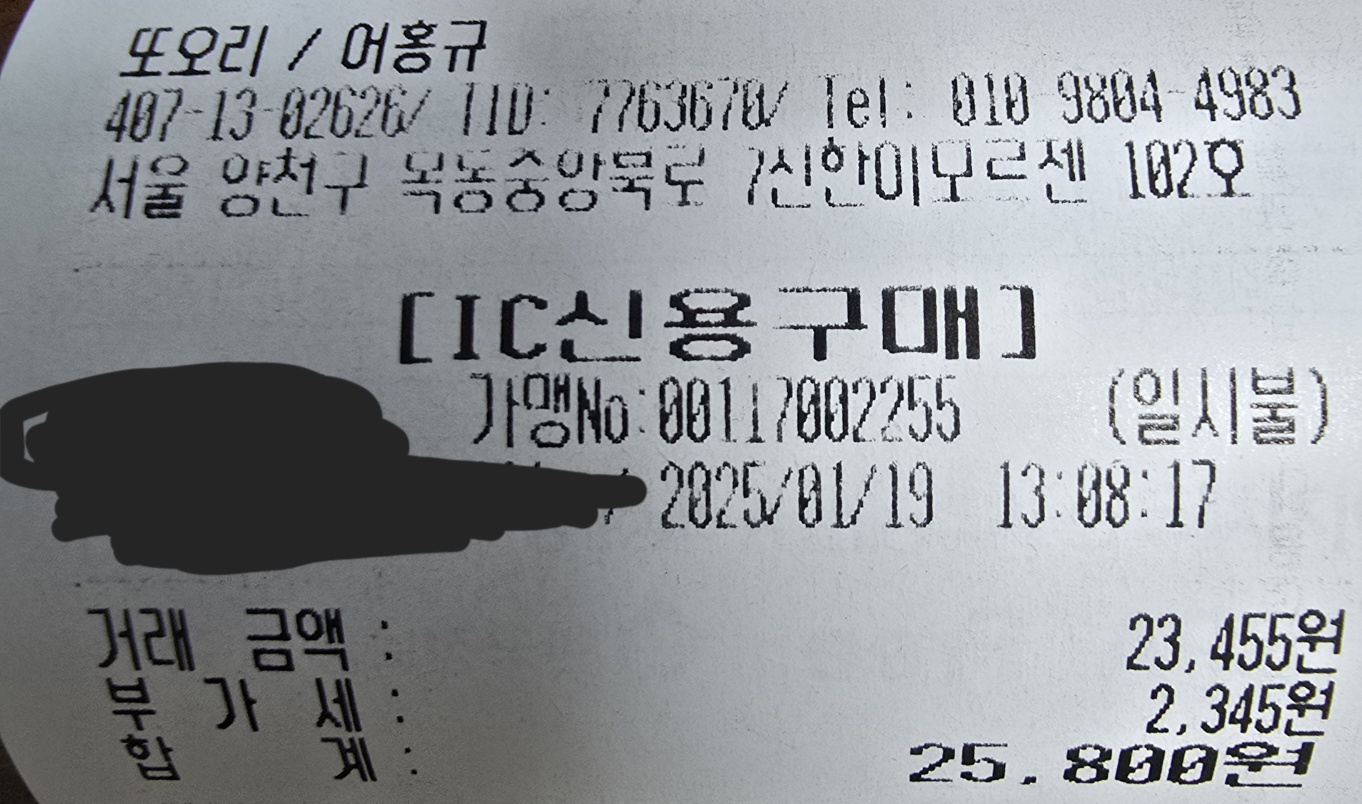 또오리 / 어홍규
407-13-02626/ TID: 7763670/ Tel: 010-9804-4983
서울 양천구 목동중앙북로 7신한이모르젠 102호
[IC신용구매]
가맹No:00117002255 (일시불)
2025/01/19 13:08:17
거래 금액 : 23,455원
부 가 세 : 2,345원
합 계 : 25,800원